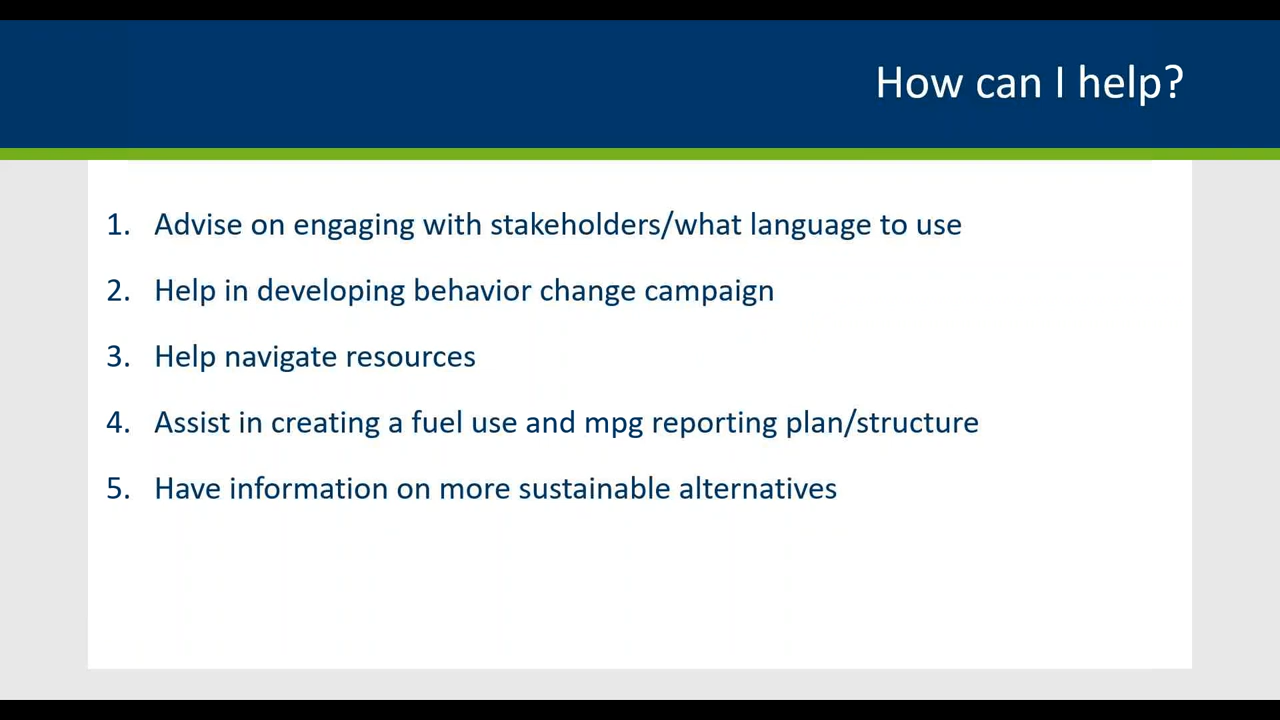 How can I help?
1. Advise on engaging with stakeholders/what language to use
2. Help in developing behavior change campaign
3. Help navigate resources
4. Assist in creating a fuel use and mpg reporting plan/structure
5. Have information on more sustainable alternatives